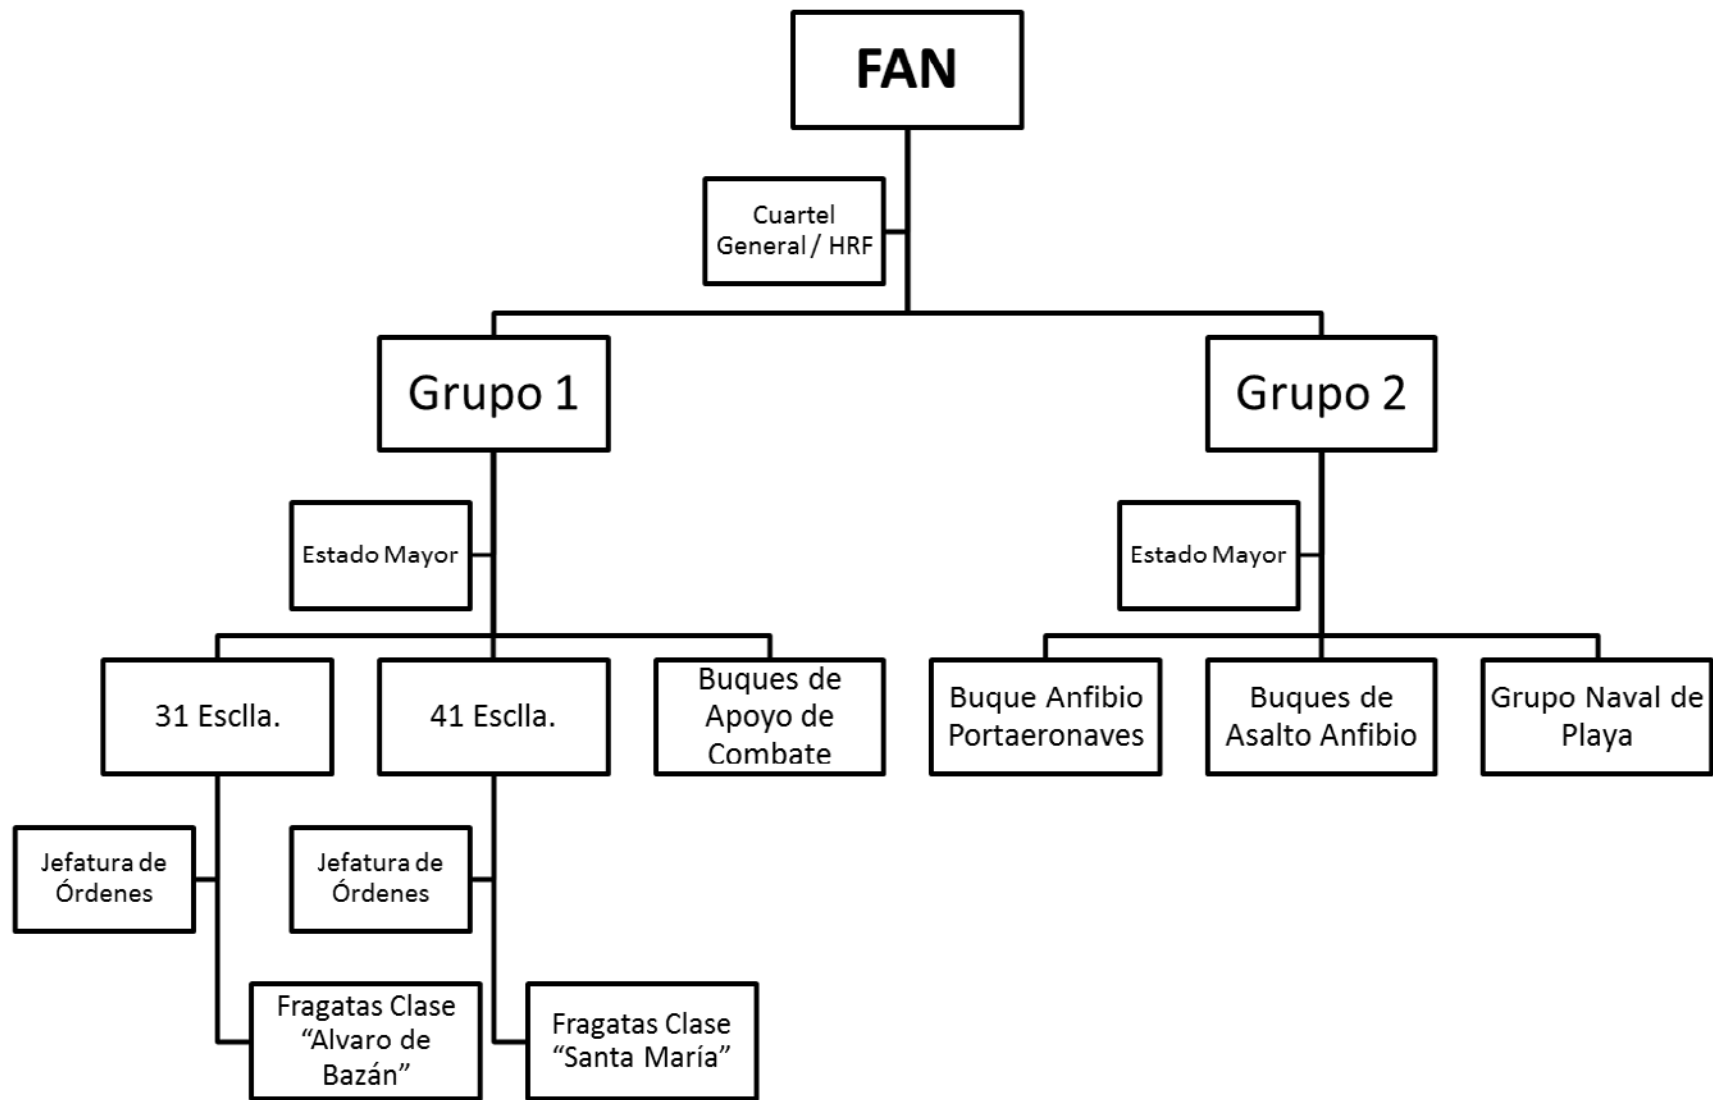 FAN
Cuartel
General / HRF
Grupo 1
Grupo 2
Estado Mayor
Estado Mayor
31 Esclla.
41 Esclla.
Buques de
Apoyo de
Combate
Buque Anfibio
Portaeronaves
Buques de
Asalto Anfibio
Grupo Naval de
Playa
Jefatura de
Órdenes
Jefatura de
Órdenes
Fragatas Clase
“Alvaro de
Bazán”
Fragatas Clase
“Santa María”